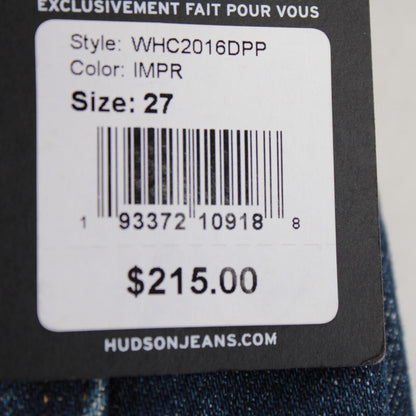 EXCLUSIVEMENT FAIT POUR VOUS
Style: WHC2016DPP
Color: IMPR
Size: 27
1 93372 10918 8
$215.00
HUDSONJEANS.COM